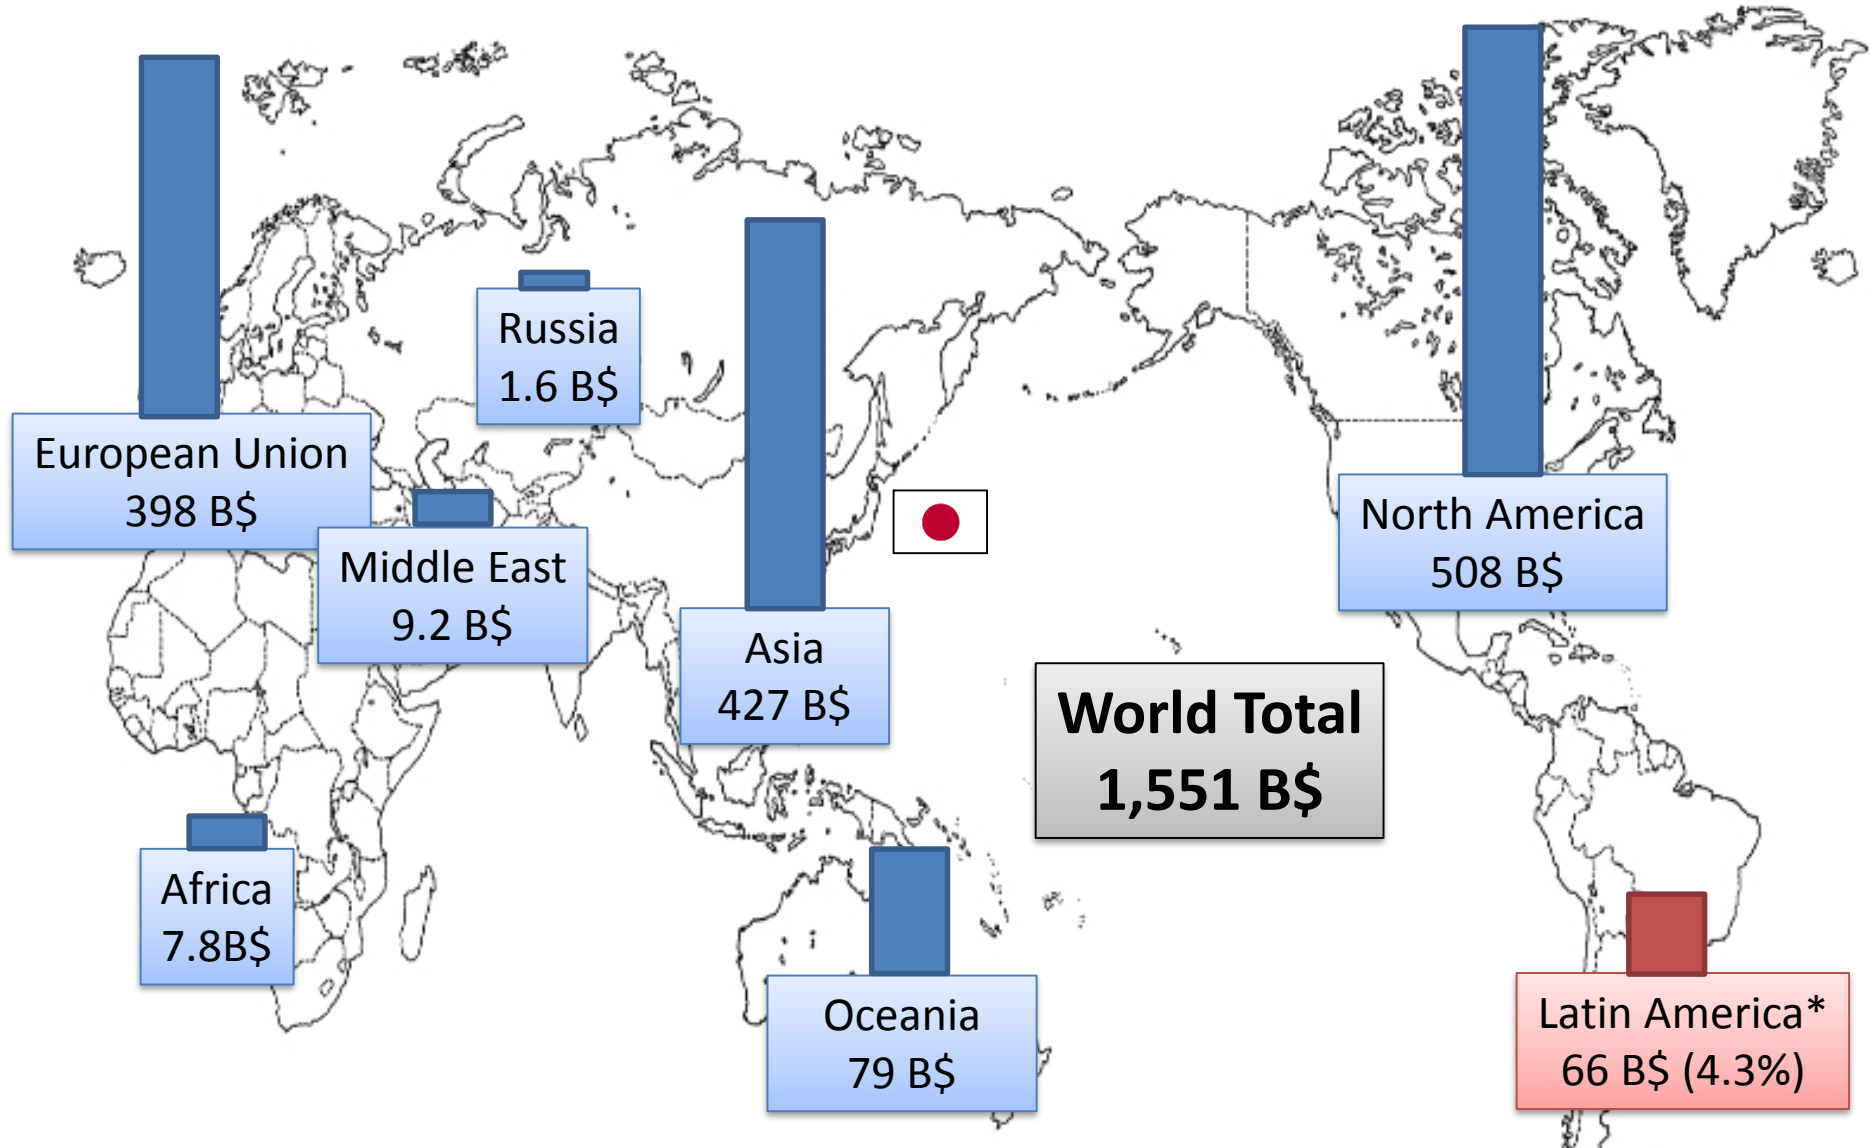 Russia
1.6 B$
European Union
398 B$
Middle East
9.2 B$
North America
508 B$
Asia
427 B$
World Total
1,551 B$
Africa
7.8B$
Oceania
79 B$
Latin America*
66 B$ (4.3%)